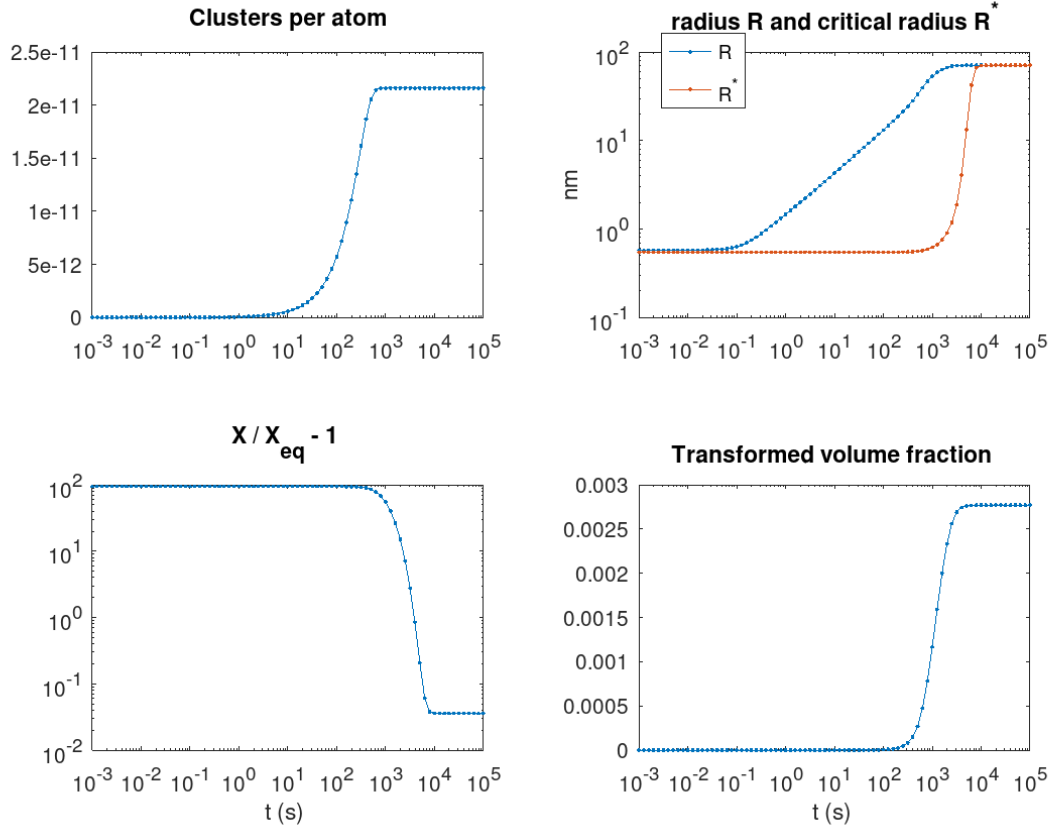 Clusters per atom
2.5e-11
2e-11
1.5e-11
1e-11
5e-12
0
10^-3 10^-2 10^-1 10^0 10^1 10^2 10^3 10^4 10^5
radius R and critical radius R^*
R
R^*
10^2
10^1
10^0
10^-1
nm
10^-3 10^-2 10^-1 10^0 10^1 10^2 10^3 10^4 10^5
X / X_eq - 1
10^2
10^1
10^0
10^-1
10^-2
10^-3 10^-2 10^-1 10^0 10^1 10^2 10^3 10^4 10^5
t (s)
Transformed volume fraction
0.003
0.0025
0.002
0.0015
0.001
0.0005
0
10^-3 10^-2 10^-1 10^0 10^1 10^2 10^3 10^4 10^5
t (s)